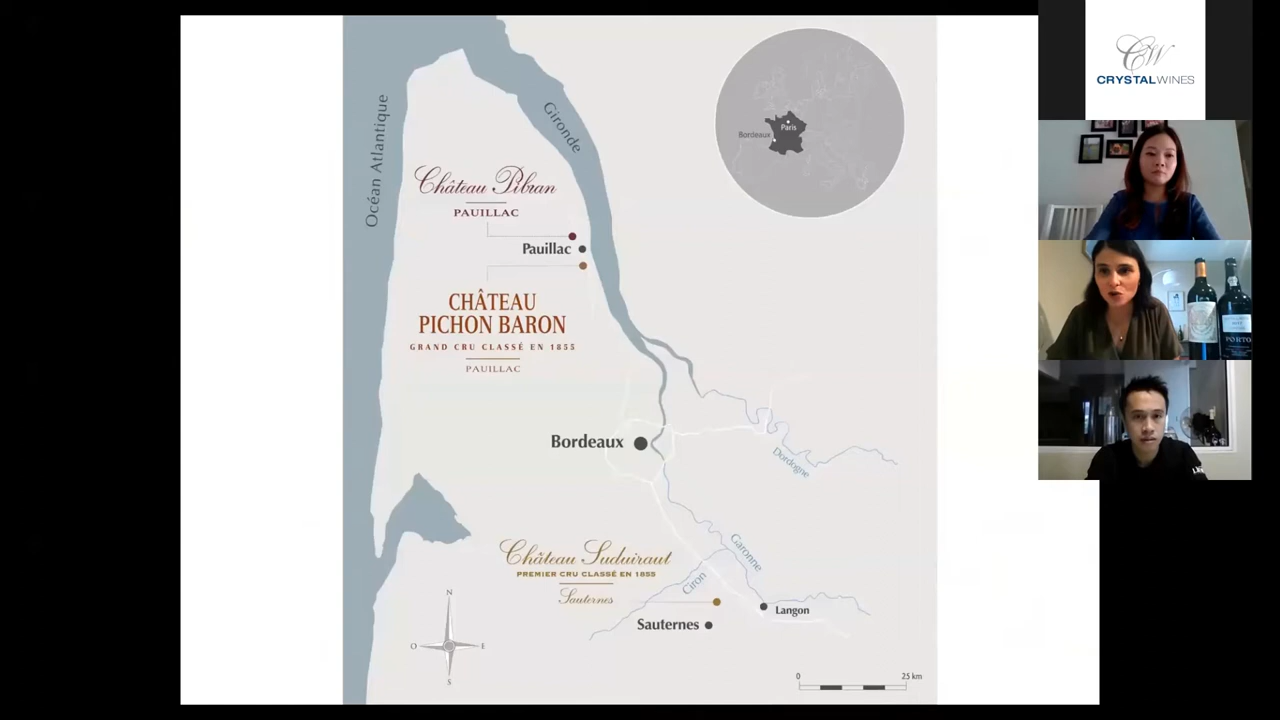 Océan Atlantique
Gironde
Château Pibran
PAUILLAC
Pauillac
CHÂTEAU
PICHON BARON
GRAND CRU CLASSÉ EN 1855
PAUILLAC
Bordeaux
Dordogne
Garonne
Ciron
Château Suduiraut
PREMIER CRU CLASSÉ EN 1855
Sauternes
Sauternes
Langon
N
O
E
S
0
25 km
Paris
Bordeaux
CW
CRYSTALWINES
PORTO